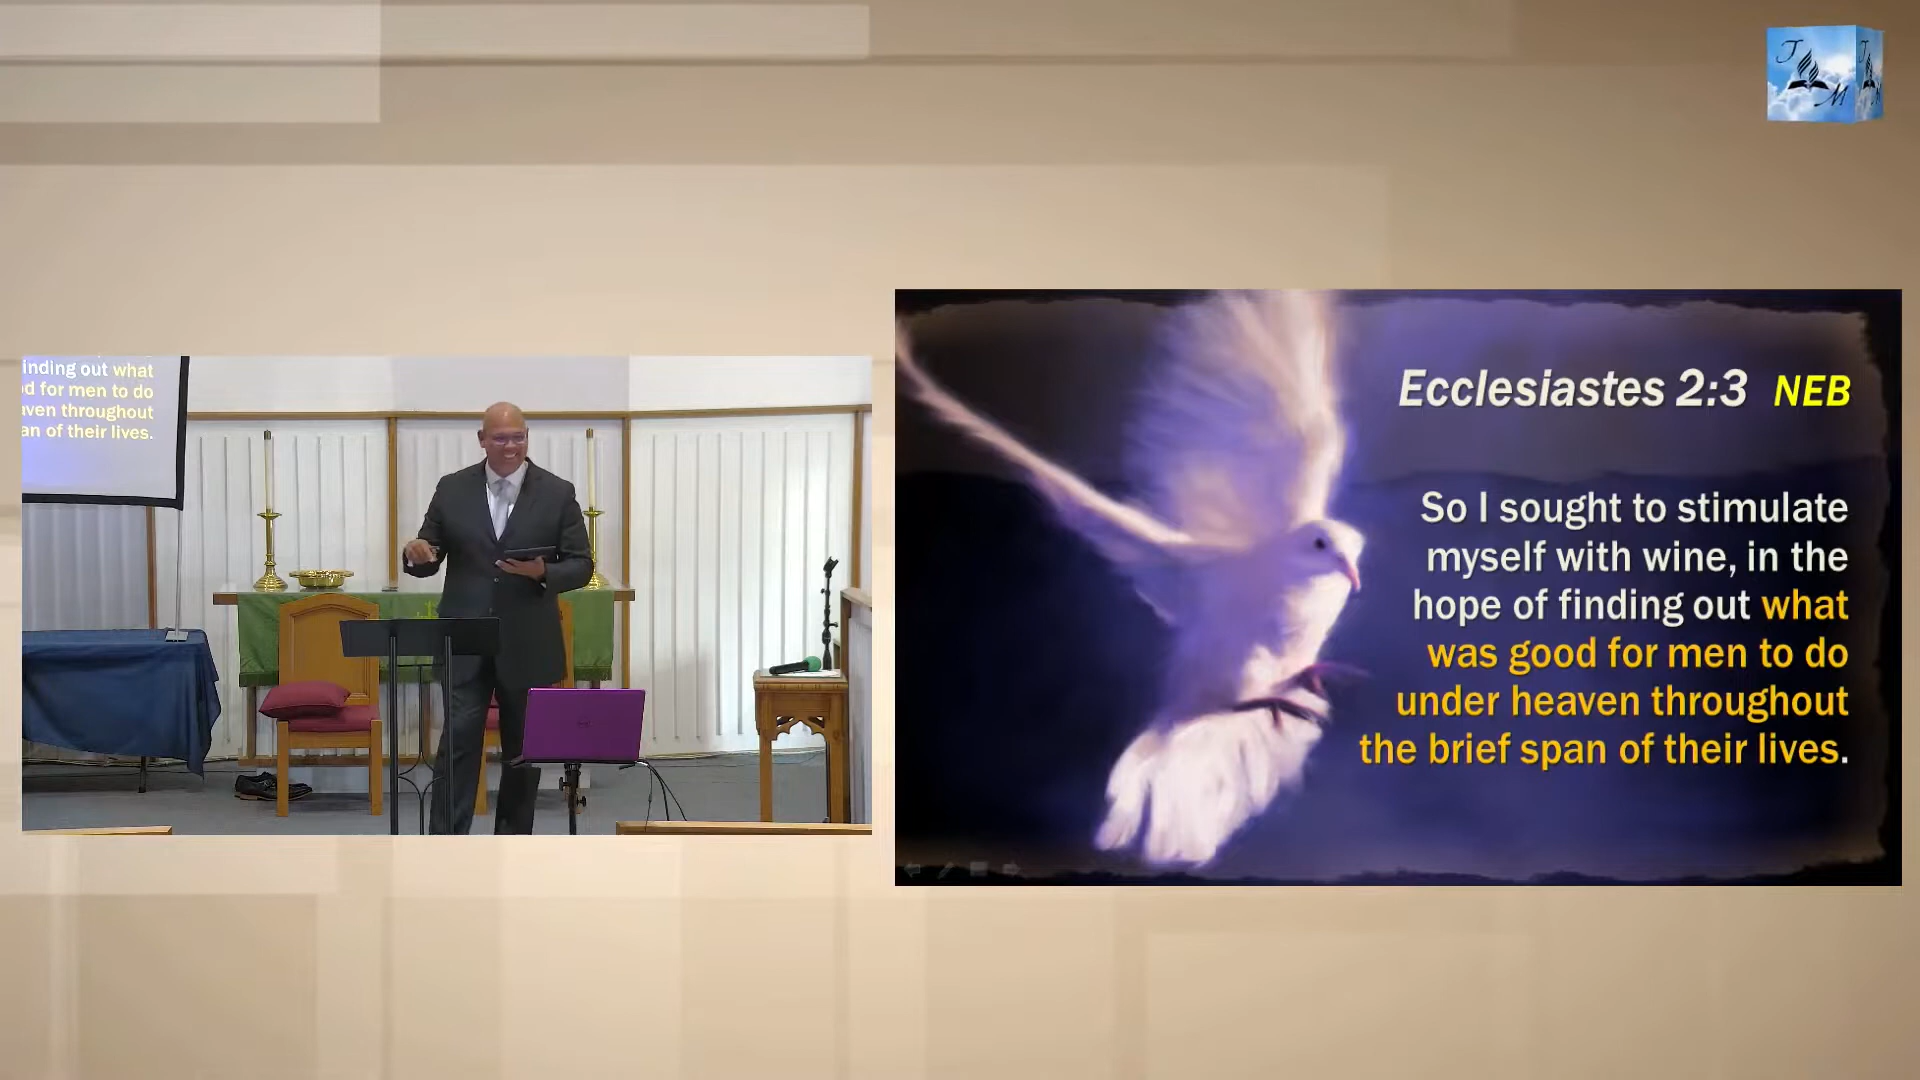 T
M
T
M
inding out what
d for men to do
aven throughout
an of their lives.
Ecclesiastes 2:3 NEB
So I sought to stimulate
myself with wine, in the
hope of finding out what
was good for men to do
under heaven throughout
the brief span of their lives.